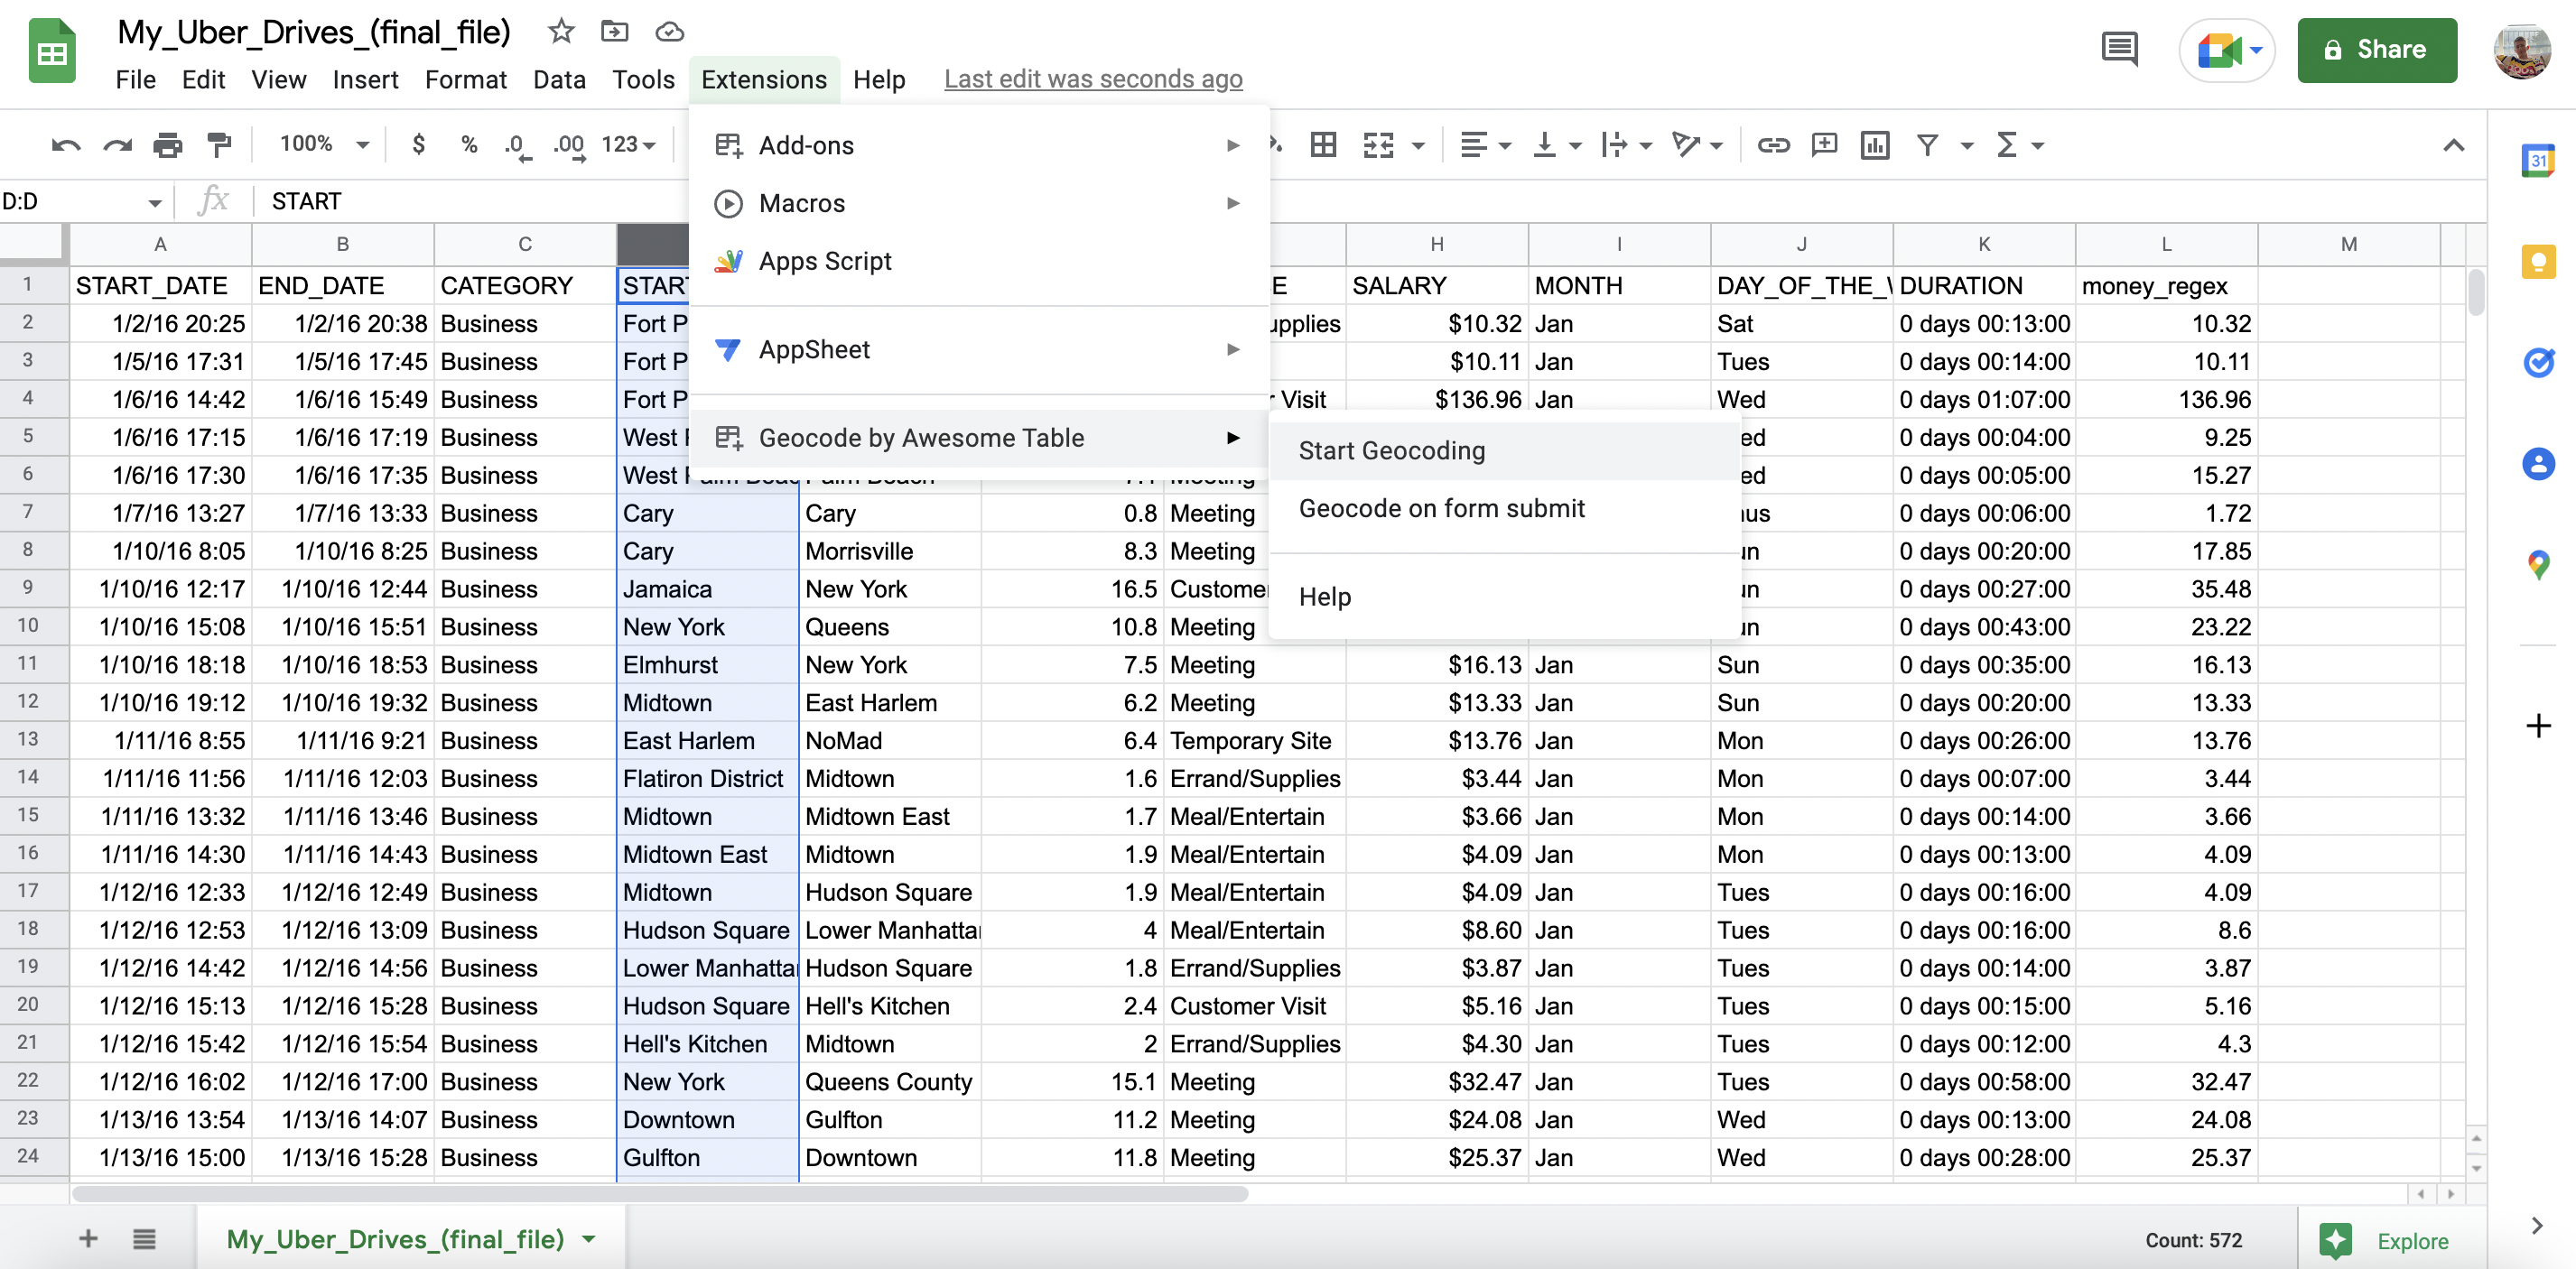 My_Uber_Drives_(final_file)
File Edit View Insert Format Data Tools Extensions Help Last edit was seconds ago
Share
100% $ % .0 .00 123
31
D:D fx START
Add-ons
Macros
Apps Script
AppSheet
Geocode by Awesome Table
Start Geocoding
Geocode on form submit
Help
A B C H I J K L M
1 START_DATE END_DATE CATEGORY START E SALARY MONTH DAY_OF_THE_ DURATION money_regex
2 1/2/16 20:25 1/2/16 20:38 Business Fort P upplies $10.32 Jan Sat 0 days 00:13:00 10.32
3 1/5/16 17:31 1/5/16 17:45 Business Fort P $10.11 Jan Tues 0 days 00:14:00 10.11
4 1/6/16 14:42 1/6/16 15:49 Business Fort P r Visit $136.96 Jan Wed 0 days 01:07:00 136.96
5 1/6/16 17:15 1/6/16 17:19 Business West ed 0 days 00:04:00 9.25
6 1/6/16 17:30 1/6/16 17:35 Business West Palm Beac Palm Beach 7.1 Meeting ed 0 days 00:05:00 15.27
7 1/7/16 13:27 1/7/16 13:33 Business Cary Cary 0.8 Meeting us 0 days 00:06:00 1.72
8 1/10/16 8:05 1/10/16 8:25 Business Cary Morrisville 8.3 Meeting un 0 days 00:20:00 17.85
9 1/10/16 12:17 1/10/16 12:44 Business Jamaica New York 16.5 Customer un 0 days 00:27:00 35.48
10 1/10/16 15:08 1/10/16 15:51 Business New York Queens 10.8 Meeting un 0 days 00:43:00 23.22
11 1/10/16 18:18 1/10/16 18:53 Business Elmhurst New York 7.5 Meeting $16.13 Jan Sun 0 days 00:35:00 16.13
12 1/10/16 19:12 1/10/16 19:32 Business Midtown East Harlem 6.2 Meeting $13.33 Jan Sun 0 days 00:20:00 13.33
13 1/11/16 8:55 1/11/16 9:21 Business East Harlem NoMad 6.4 Temporary Site $13.76 Jan Mon 0 days 00:26:00 13.76
14 1/11/16 11:56 1/11/16 12:03 Business Flatiron District Midtown 1.6 Errand/Supplies $3.44 Jan Mon 0 days 00:07:00 3.44
15 1/11/16 13:32 1/11/16 13:46 Business Midtown Midtown East 1.7 Meal/Entertain $3.66 Jan Mon 0 days 00:14:00 3.66
16 1/11/16 14:30 1/11/16 14:43 Business Midtown East Midtown 1.9 Meal/Entertain $4.09 Jan Mon 0 days 00:13:00 4.09
17 1/12/16 12:33 1/12/16 12:49 Business Midtown Hudson Square 1.9 Meal/Entertain $4.09 Jan Tues 0 days 00:16:00 4.09
18 1/12/16 12:53 1/12/16 13:09 Business Hudson Square Lower Manhatta 4 Meal/Entertain $8.60 Jan Tues 0 days 00:16:00 8.6
19 1/12/16 14:42 1/12/16 14:56 Business Lower Manhatta Hudson Square 1.8 Errand/Supplies $3.87 Jan Tues 0 days 00:14:00 3.87
20 1/12/16 15:13 1/12/16 15:28 Business Hudson Square Hell's Kitchen 2.4 Customer Visit $5.16 Jan Tues 0 days 00:15:00 5.16
21 1/12/16 15:42 1/12/16 15:54 Business Hell's Kitchen Midtown 2 Errand/Supplies $4.30 Jan Tues 0 days 00:12:00 4.3
22 1/12/16 16:02 1/12/16 17:00 Business New York Queens County 15.1 Meeting $32.47 Jan Tues 0 days 00:58:00 32.47
23 1/13/16 13:54 1/13/16 14:07 Business Downtown Gulfton 11.2 Meeting $24.08 Jan Wed 0 days 00:13:00 24.08
24 1/13/16 15:00 1/13/16 15:28 Business Gulfton Downtown 11.8 Meeting $25.37 Jan Wed 0 days 00:28:00 25.37
My_Uber_Drives_(final_file) Count: 572 Explore